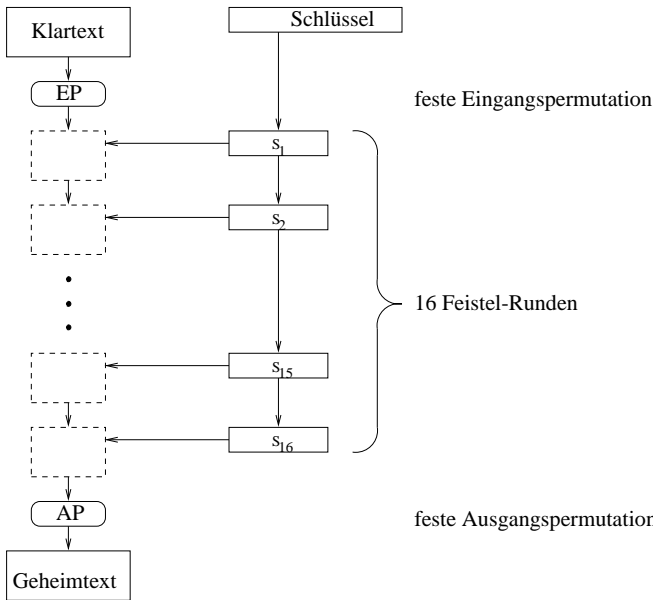 Klartext
Schlüssel
EP
feste Eingangspermutation
s1
s2
16 Feistel-Runden
s15
s16
AP
feste Ausgangspermutation
Geheimtext